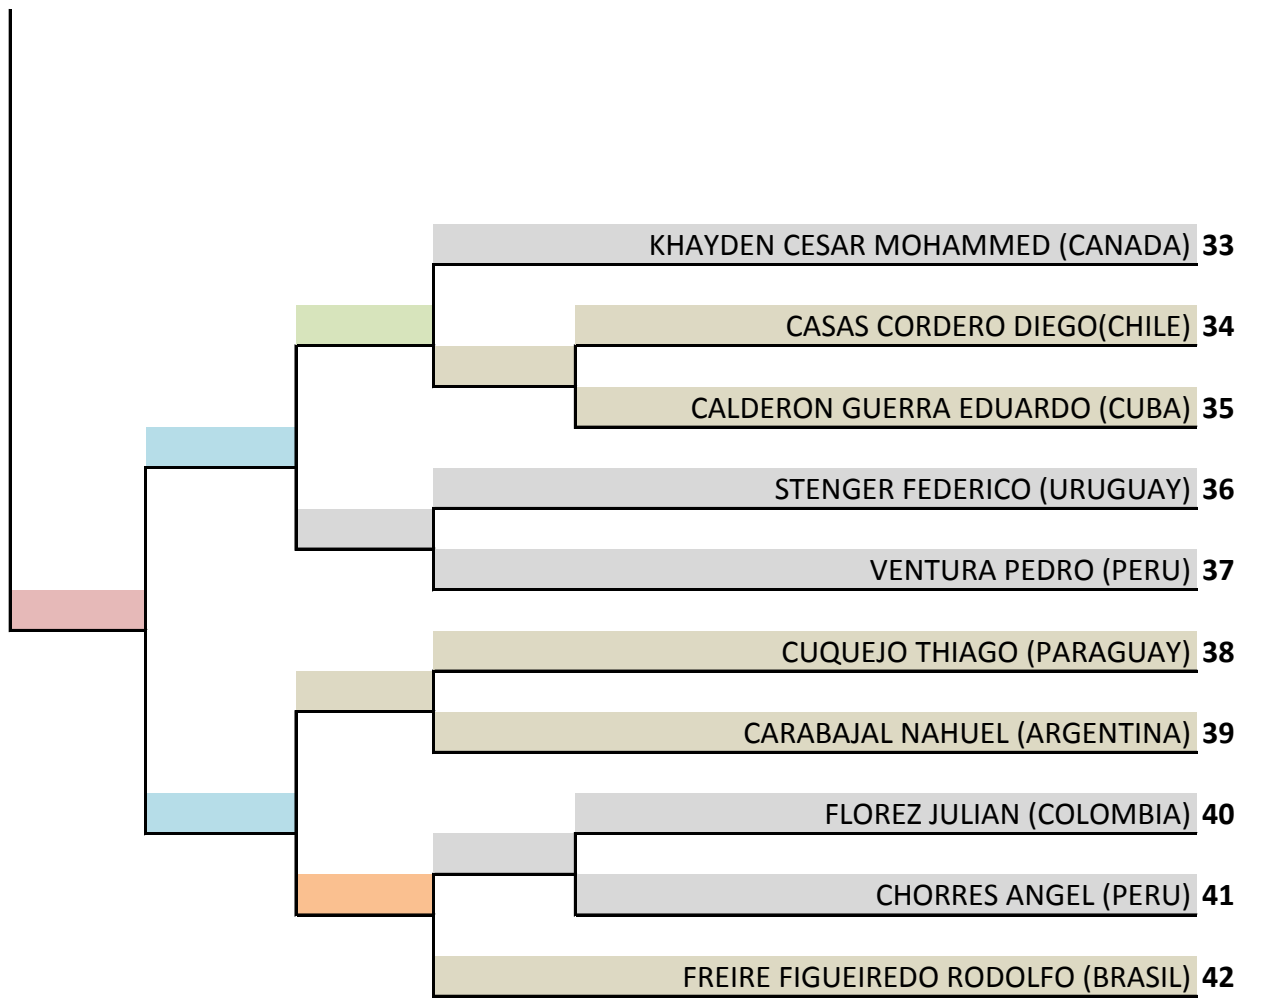 KHAYDEN CESAR MOHAMMED (CANADA) 33
CASAS CORDERO DIEGO(CHILE) 34
CALDERON GUERRA EDUARDO (CUBA) 35
STENGER FEDERICO (URUGUAY) 36
VENTURA PEDRO (PERU) 37
CUQUEJO THIAGO (PARAGUAY) 38
CARABAJAL NAHUEL (ARGENTINA) 39
FLOREZ JULIAN (COLOMBIA) 40
CHORRES ANGEL (PERU) 41
FREIRE FIGUEIREDO RODOLFO (BRASIL) 42